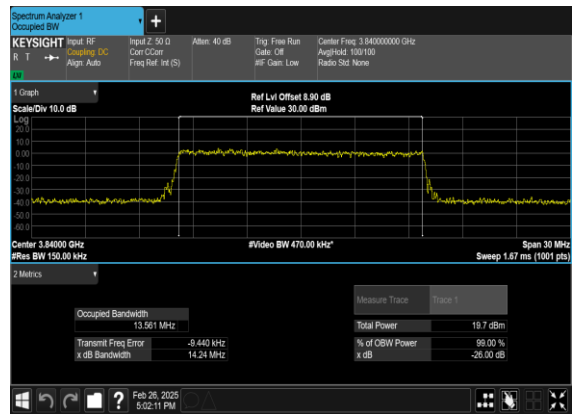 Spectrum Analyzer 1
Occupied BW
KEYSIGHT
R T
Input: RF
Coupling: DC
Align: Auto
Input Z: 50 Ω
Corr CCorr
Freq Ref: Int (S)
Atten: 40 dB
Trig: Free Run
Gate: Off
#IF Gain: Low
Center Freq: 3.840000000 GHz
Avg|Hold: 100/100
Radio Std: None
LW
1 Graph
Scale/Div 10.0 dB
Ref Lvl Offset 8.90 dB
Ref Value 30.00 dBm
Log
20.0
10.0
0.00
-10.0
-20.0
-30.0
-40.0
-50.0
-60.0
Center 3.84000 GHz
#Res BW 150.00 kHz
#Video BW 470.00 kHz*
Span 30 MHz
Sweep 1.67 ms (1001 pts)
2 Metrics
Measure Trace Trace 1
Occupied Bandwidth
13.561 MHz
Total Power 19.7 dBm
Transmit Freq Error -9.440 kHz
% of OBW Power 99.00 %
x dB Bandwidth 14.24 MHz
x dB -26.00 dB
?
Feb 26, 2025
5:02:11 PM